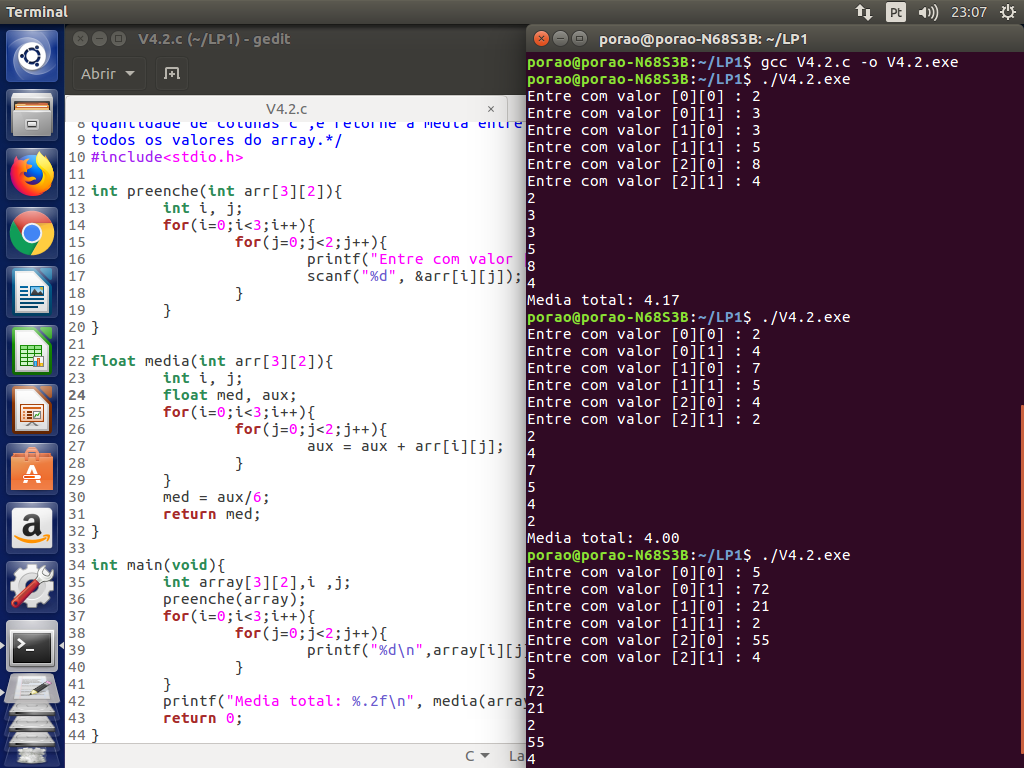 Terminal
Pt
23:07
V4.2.c (~/LP1) - gedit
Abrir
V4.2.c ×
8 quantidade de colunas c ,e retorne a media entre
9 todos os valores do array.*/
10 #include<stdio.h>
11
12 int preenche(int arr[3][2]){
13 int i, j;
14 for(i=0;i<3;i++){
15 for(j=0;j<2;j++){
16 printf("Entre com valor
17 scanf("%d", &arr[i][j]);
18 }
19 }
20 }
21
22 float media(int arr[3][2]){
23 int i, j;
24 float med, aux;
25 for(i=0;i<3;i++){
26 for(j=0;j<2;j++){
27 aux = aux + arr[i][j];
28 }
29 }
30 med = aux/6;
31 return med;
32 }
33
34 int main(void){
35 int array[3][2],i ,j;
36 preenche(array);
37 for(i=0;i<3;i++){
38 for(j=0;j<2;j++){
39 printf("%d\n",array[i][j
40 }
41 }
42 printf("Media total: %.2f\n", media(array
43 return 0;
44 }
C
La
porao@porao-N68S3B: ~/LP1
porao@porao-N68S3B:~/LP1$ gcc V4.2.c -o V4.2.exe
porao@porao-N68S3B:~/LP1$ ./V4.2.exe
Entre com valor [0][0] : 2
Entre com valor [0][1] : 3
Entre com valor [1][0] : 3
Entre com valor [1][1] : 5
Entre com valor [2][0] : 8
Entre com valor [2][1] : 4
2
3
3
5
8
4
Media total: 4.17
porao@porao-N68S3B:~/LP1$ ./V4.2.exe
Entre com valor [0][0] : 2
Entre com valor [0][1] : 4
Entre com valor [1][0] : 7
Entre com valor [1][1] : 5
Entre com valor [2][0] : 4
Entre com valor [2][1] : 2
2
4
7
5
4
2
Media total: 4.00
porao@porao-N68S3B:~/LP1$ ./V4.2.exe
Entre com valor [0][0] : 5
Entre com valor [0][1] : 72
Entre com valor [1][0] : 21
Entre com valor [1][1] : 2
Entre com valor [2][0] : 55
Entre com valor [2][1] : 4
5
72
21
2
55
4